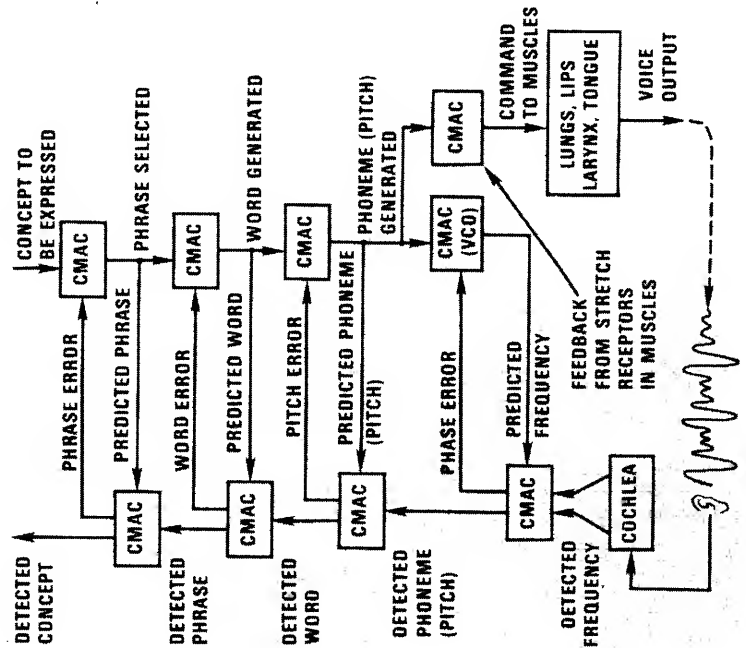 CONCEPT TO
BE EXPRESSED
DETECTED
CONCEPT
CMAC
PHRASE ERROR
PHRASE SELECTED
PREDICTED PHRASE
CMAC
DETECTED
PHRASE
CMAC
WORD ERROR
WORD GENERATED
PREDICTED WORD
CMAC
DETECTED
WORD
CMAC
PITCH ERROR
PHONEME (PITCH)
GENERATED
PREDICTED PHONEME
(PITCH)
CMAC
DETECTED
PHONEME
(PITCH)
CMAC
(VCO)
CMAC
PHASE ERROR
PREDICTED
FREQUENCY
CMAC
COMMAND
TO MUSCLES
DETECTED
FREQUENCY
COCHLEA
FEEDBACK
FROM STRETCH
RECEPTORS
IN MUSCLES
LUNGS, LIPS
LARYNX, TONGUE
VOICE
OUTPUT